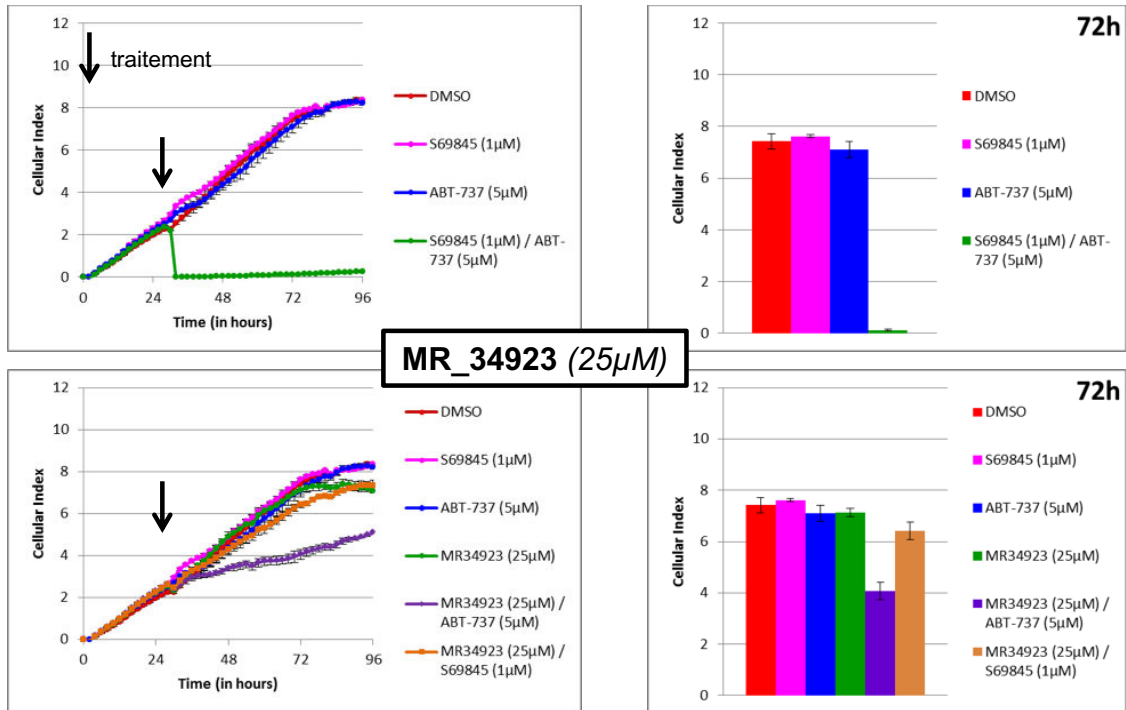 12
10
8
6
4
2
0
Cellular Index
traitement
0 24 48 72 96
Time (in hours)
DMSO
S69845 (1µM)
ABT-737 (5µM)
S69845 (1µM) / ABT-
737 (5µM)
72h
12
10
8
6
4
2
0
Cellular Index
DMSO
S69845 (1µM)
ABT-737 (5µM)
S69845 (1µM) / ABT-
737 (5µM)
MR_34923 (25µM)
12
10
8
6
4
2
0
Cellular Index
0 24 48 72 96
Time (in hours)
DMSO
S69845 (1µM)
ABT-737 (5µM)
MR34923 (25µM)
MR34923 (25µM) /
ABT-737 (5µM)
MR34923 (25µM) /
S69845 (1µM)
72h
12
10
8
6
4
2
0
Cellular Index
DMSO
S69845 (1µM)
ABT-737 (5µM)
MR34923 (25µM)
MR34923 (25µM) /
ABT-737 (5µM)
MR34923 (25µM) /
S69845 (1µM)